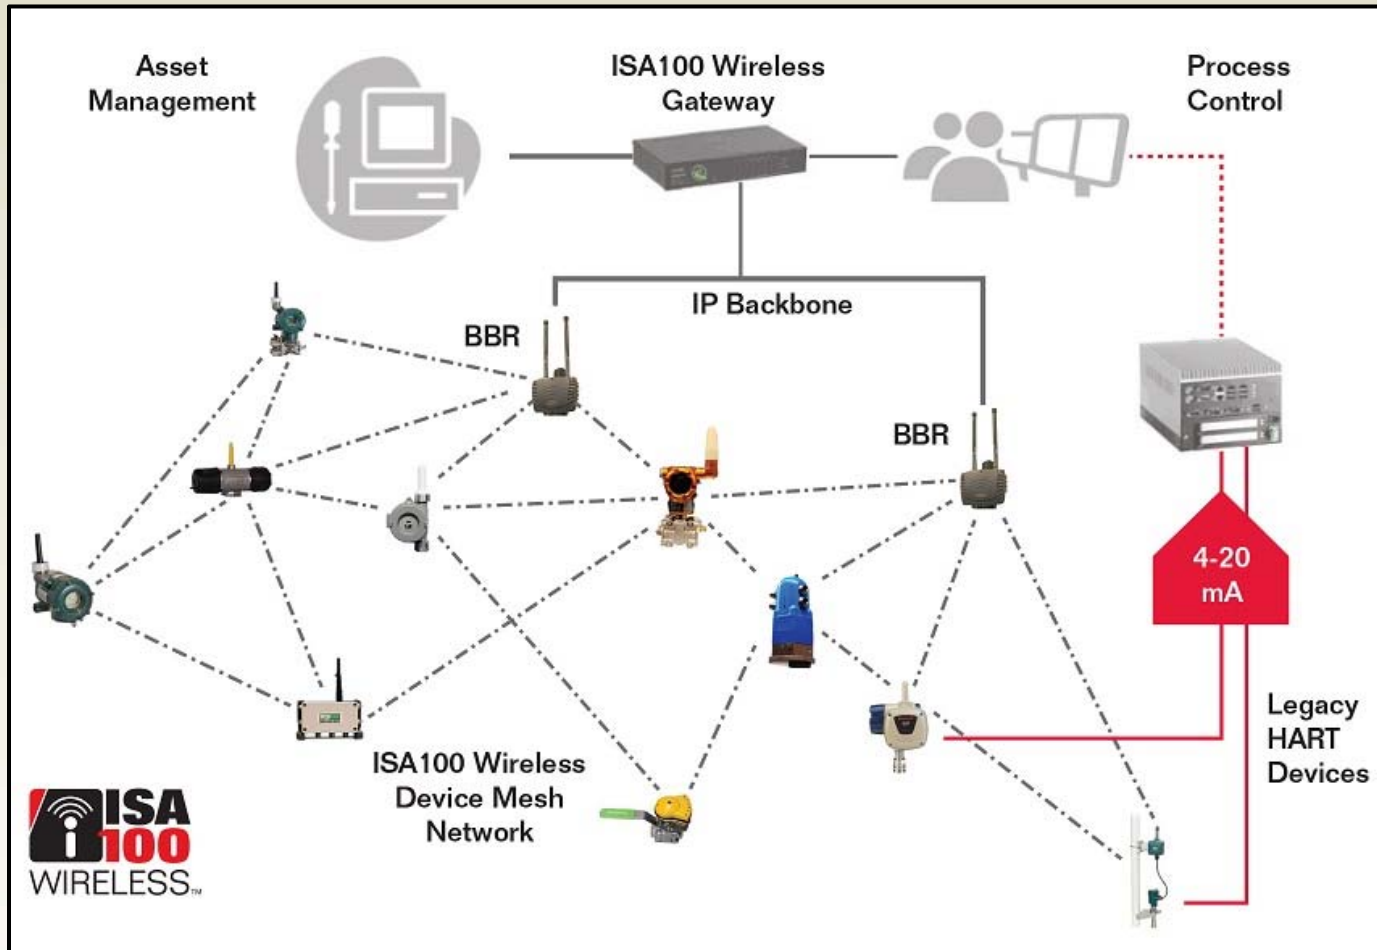 Asset
Management
ISA100 Wireless
Gateway
Process
Control
IP Backbone
BBR
BBR
4-20
mA
Legacy
HART
Devices
ISA100 Wireless
Device Mesh
Network
ISA
100
WIRELESS™